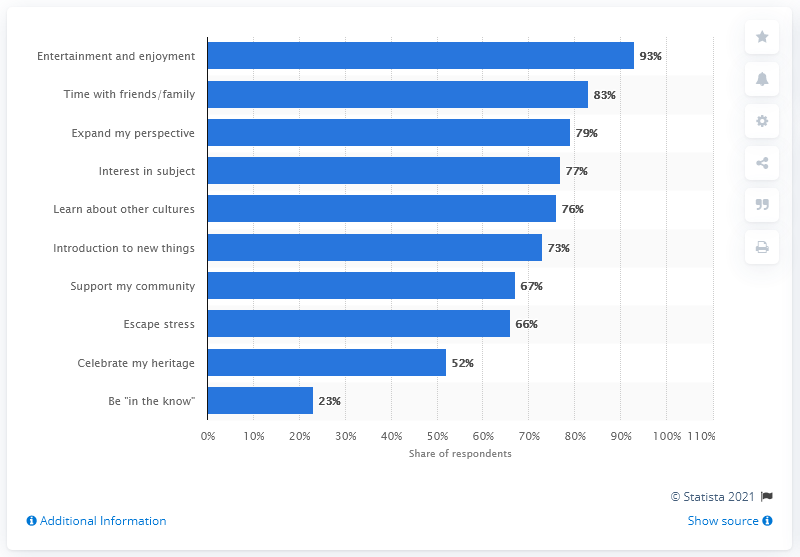 Entertainment and enjoyment 93%
Time with friends/family 83%
Expand my perspective 79%
Interest in subject 77%
Learn about other cultures 76%
Introduction to new things 73%
Support my community 67%
Escape stress 66%
Celebrate my heritage 52%
Be "in the know" 23%
0% 10% 20% 30% 40% 50% 60% 70% 80% 90% 100% 110%
Share of respondents
© Statista 2021
Additional Information
Show source